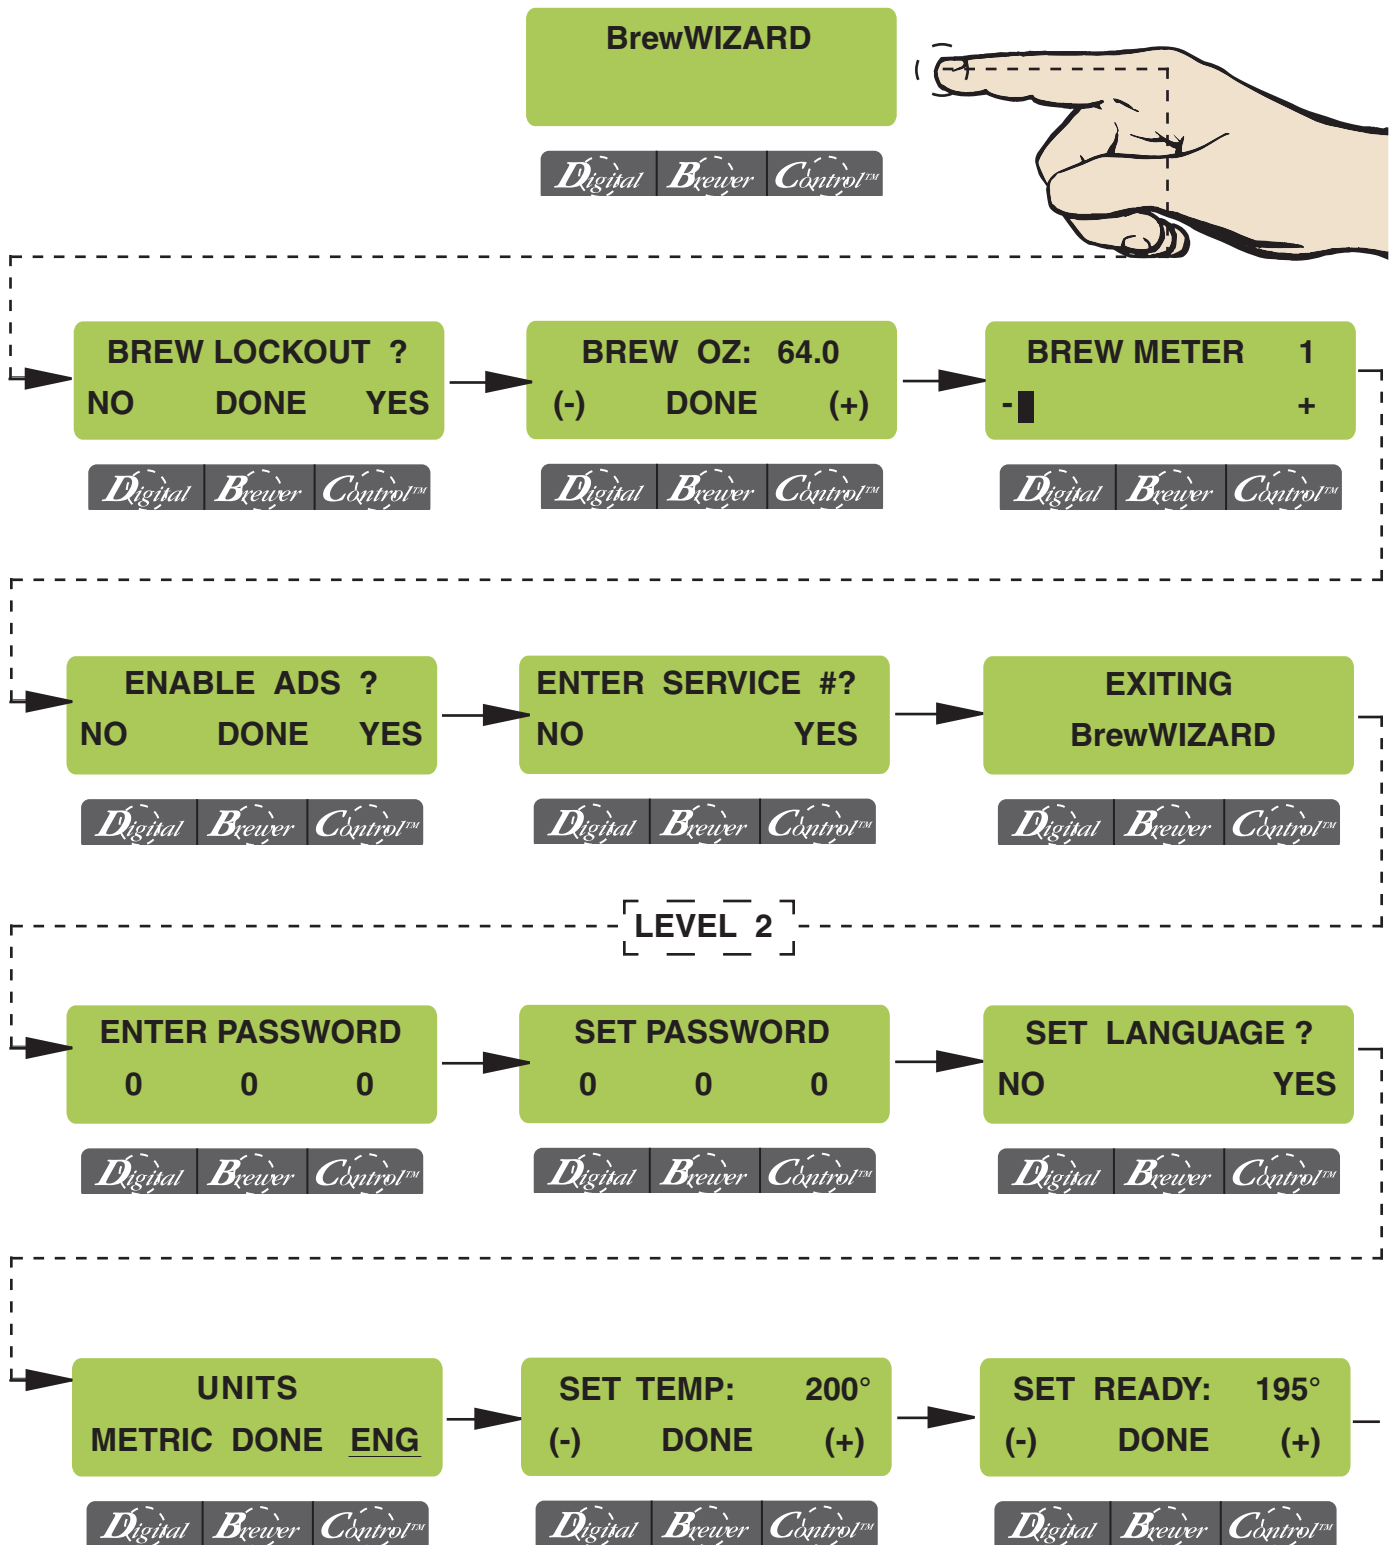 BrewWIZARD
Digital Brewer Control™
BREW LOCKOUT ?
NO DONE YES
Digital Brewer Control™
BREW OZ: 64.0
(-) DONE (+)
Digital Brewer Control™
BREW METER 1
- +
Digital Brewer Control™
ENABLE ADS ?
NO DONE YES
Digital Brewer Control™
ENTER SERVICE #?
NO YES
Digital Brewer Control™
EXITING
BrewWIZARD
Digital Brewer Control™
LEVEL 2
ENTER PASSWORD
0 0 0
Digital Brewer Control™
SET PASSWORD
0 0 0
Digital Brewer Control™
SET LANGUAGE ?
NO YES
Digital Brewer Control™
UNITS
METRIC DONE ENG
Digital Brewer Control™
SET TEMP: 200°
(-) DONE (+)
Digital Brewer Control™
SET READY: 195°
(-) DONE (+)
Digital Brewer Control™